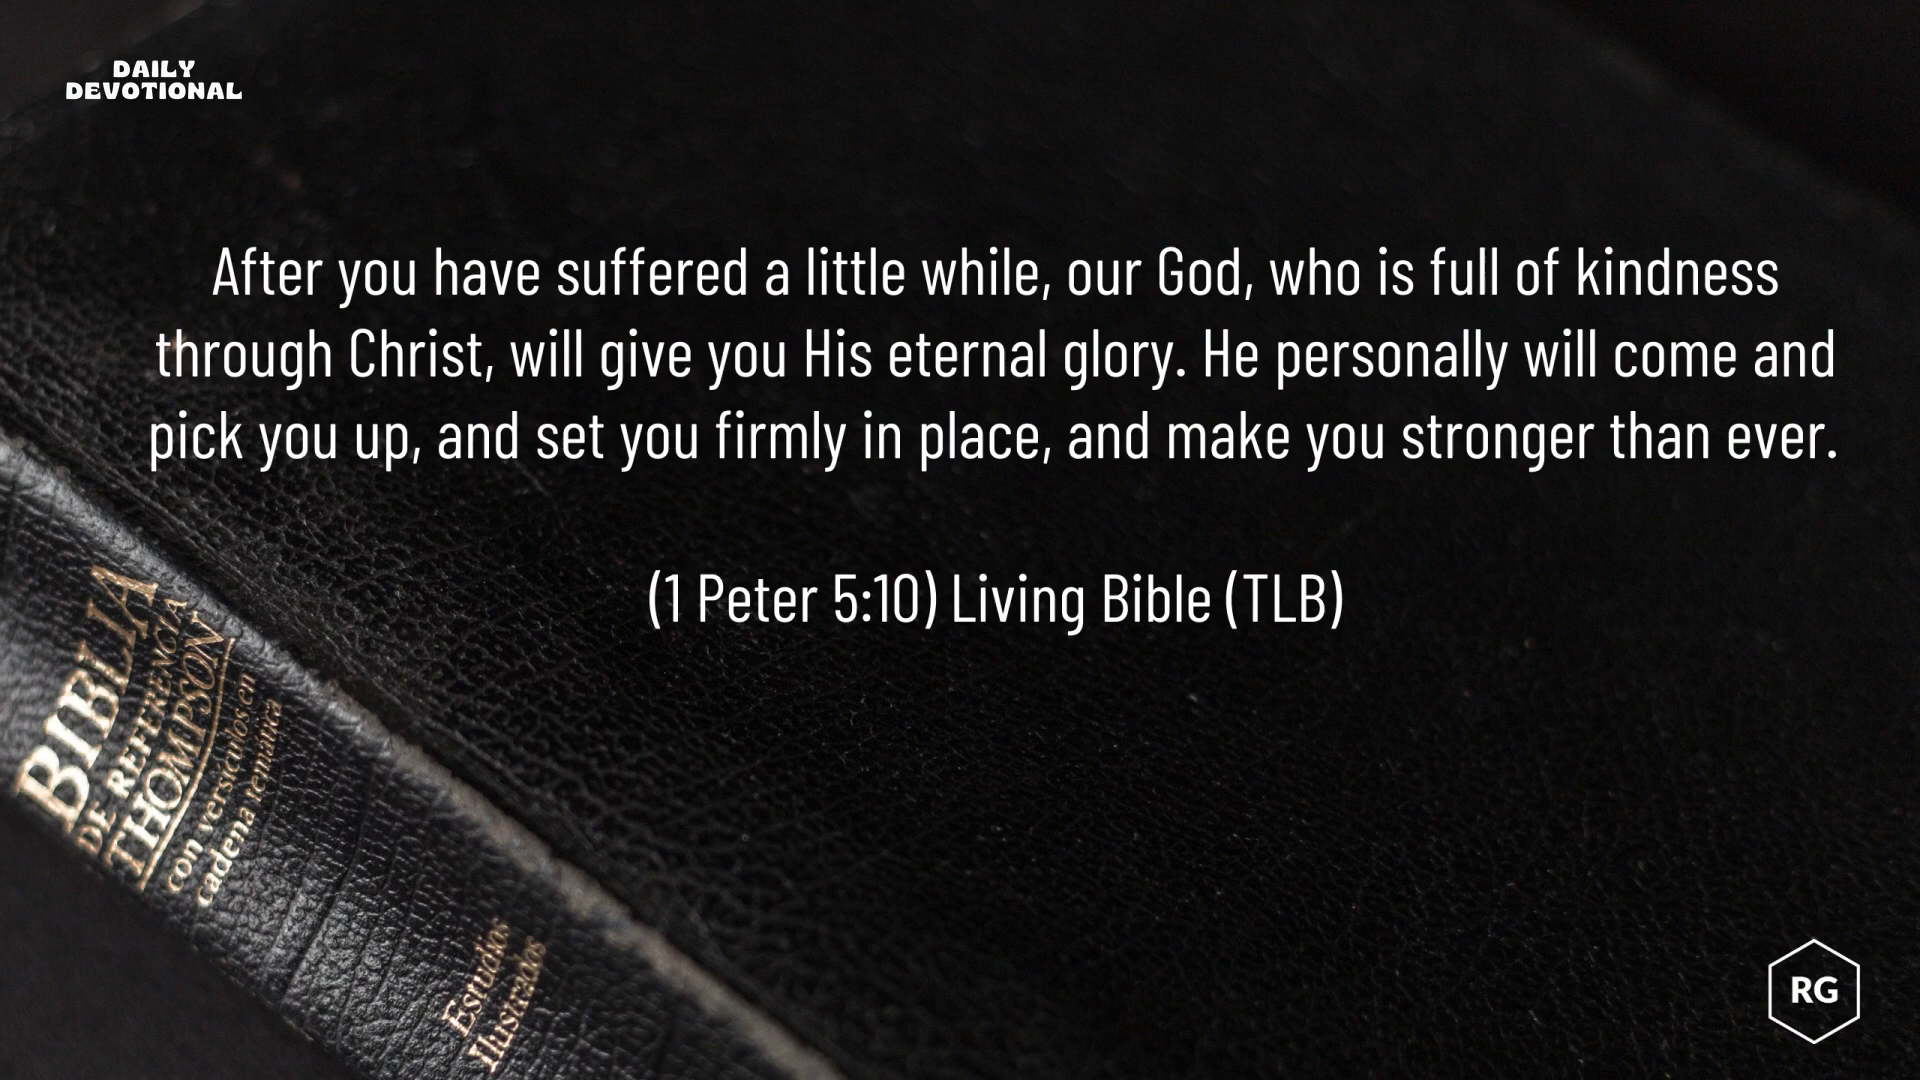 DAILY
DEVOTIONAL
After you have suffered a little while, our God, who is full of kindness
through Christ, will give you His eternal glory. He personally will come and
pick you up, and set you firmly in place, and make you stronger than ever.
(1 Peter 5:10) Living Bible (TLB)
BIBLIA
DE REFERENCIA
THOMPSON
con versículos en
cadena temática
Estudios
Ilustrados
RG